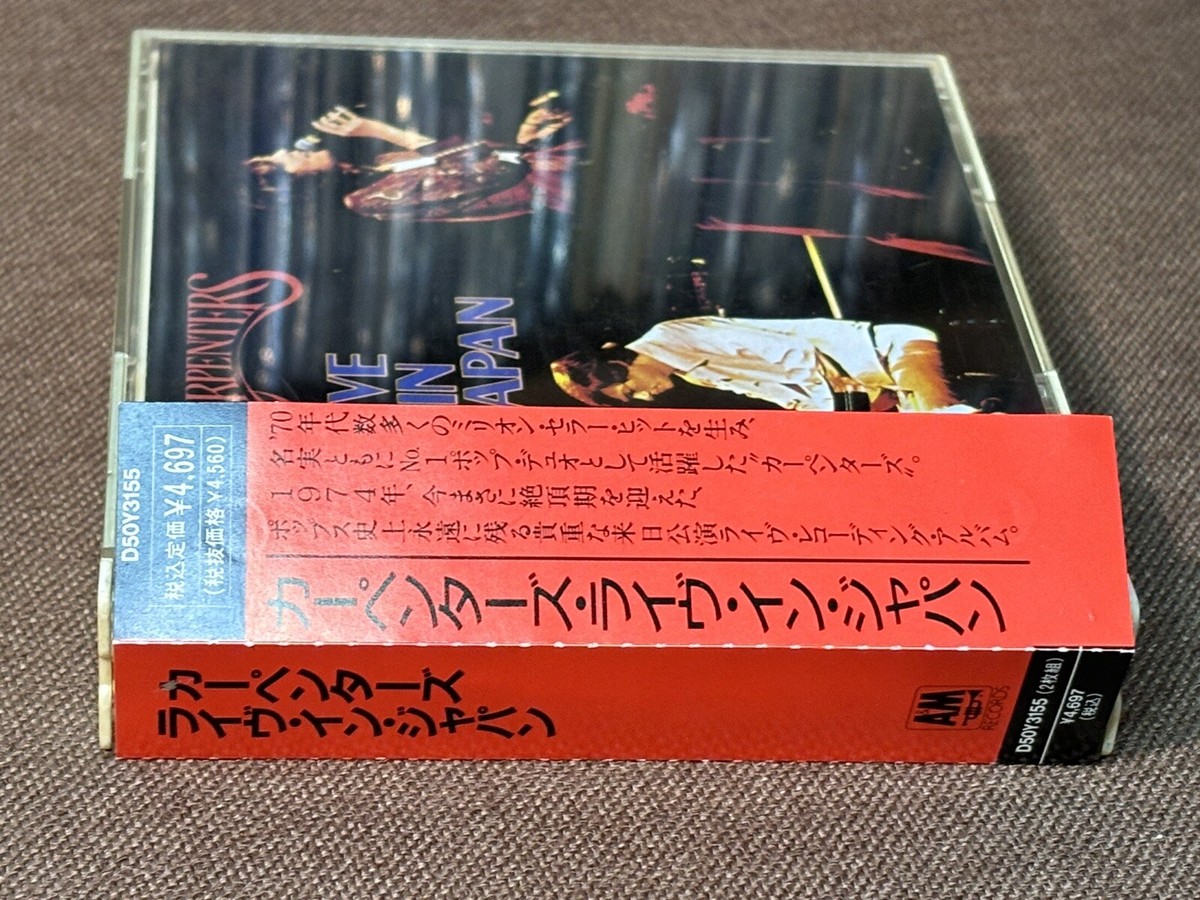 RPENTERS
VE
IN
APAN
D50Y3155
税込定価¥4,697
(税抜価格¥4,560)
'70年代数多くのミリオン・セラー・ヒットを生み、
名実ともにNo.1ポップ・デュオとして活躍した“カーペンターズ”。
1974年、今まさに絶頂期を迎えた、
ポップス史上永遠に残る貴重な来日公演ライヴ・レコーディング・アルバム。
カーペンターズ・ライヴ・イン・ジャパン
カーペンターズ
ライヴ・イン・ジャパン
A&M
RECORDS
D50Y3155(2枚組)
¥4,697
(税込)